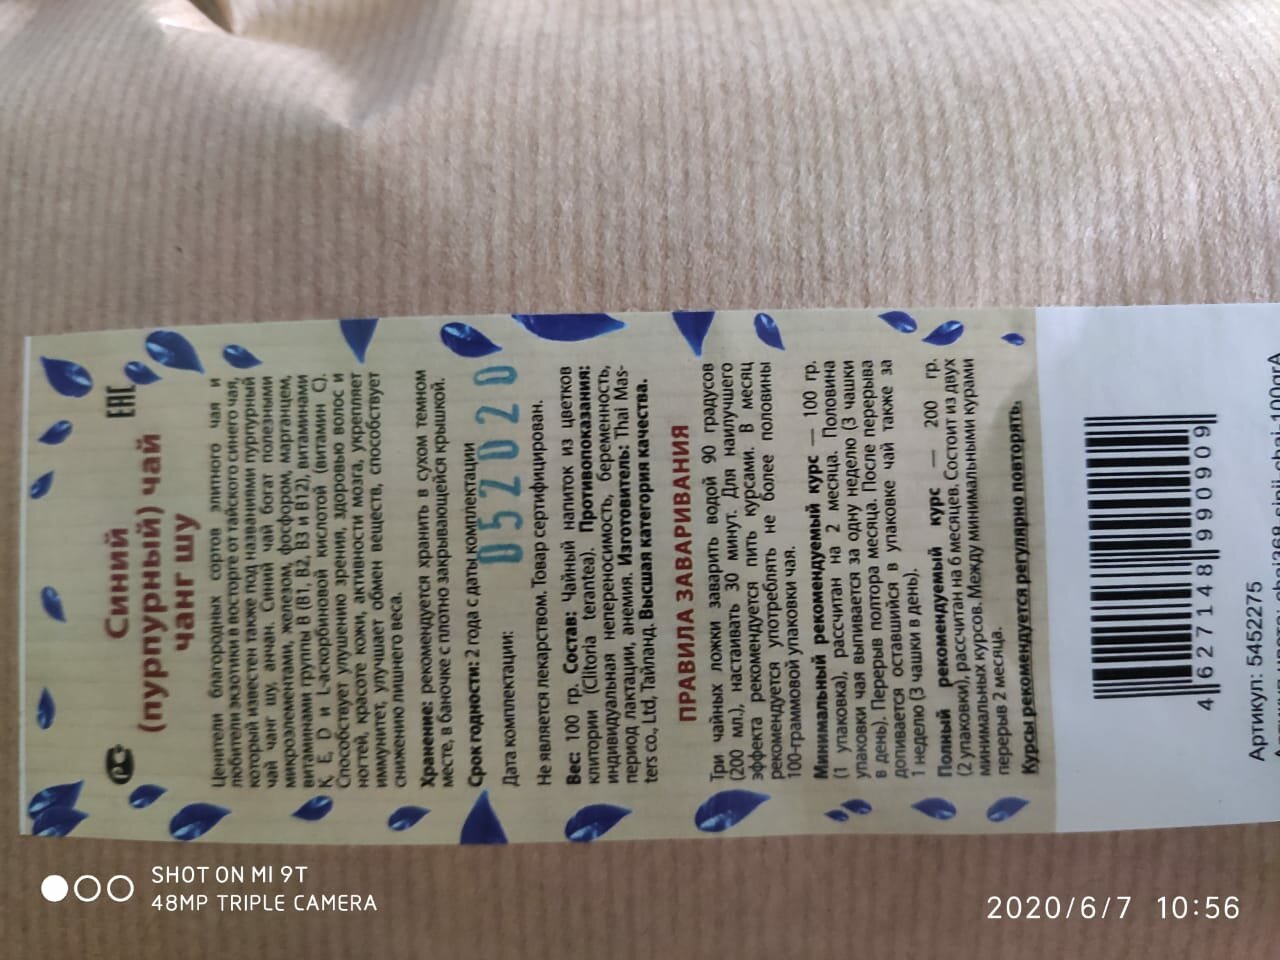 Синий
(пурпурный) чай
чанг шу
EAC
Ценители благородных сортов элитного чая и
любители экзотики в восторге от тайского синего чая,
который известен также под названиями пурпурный
чай чанг шу, анчан. Синий чай богат полезными
микроэлементами, железом, фосфором, марганцем,
витаминами группы В (В1, В2, В3 и В12), витаминами
К, Е, D и L-аскорбиновой кислотой (витамин С).
Способствует улучшению зрения, здоровью волос и
ногтей, красоте кожи, активности мозга, укрепляет
иммунитет, улучшает обмен веществ, способствует
снижению лишнего веса.
Хранение: рекомендуется хранить в сухом темном
месте, в баночке с плотно закрывающейся крышкой.
Срок годности: 2 года с даты комплектации
Дата комплектации:
052020
Не является лекарством. Товар сертифицирован.
Вес: 100 гр. Состав: Чайный напиток из цветков
клитории (Clitoria terantea). Противопоказания:
индивидуальная непереносимость, беременность,
период лактации, анемия. Изготовитель: Thai Mas-
ters co., Ltd, Тайланд. Высшая категория качества.
ПРАВИЛА ЗАВАРИВАНИЯ
Три чайных ложки заварить водой 90 градусов
(200 мл.), настаивать 30 минут. Для наилучшего
эффекта рекомендуется пить курсами. В месяц
рекомендуется употреблять не более половины
100-граммовой упаковки чая.
Минимальный рекомендуемый курс — 100 гр.
(1 упаковка), рассчитан на 2 месяца. Половина
упаковки чая выпивается за одну неделю (3 чашки
в день). Перерыв полтора месяца. После перерыва
допивается оставшийся в упаковке чай также за
1 неделю (3 чашки в день).
Полный рекомендуемый курс — 200 гр.
(2 упаковки), рассчитан на 6 месяцев. Состоит из двух
минимальных курсов. Между минимальными курсами
перерыв 2 месяца.
Курсы рекомендуется регулярно повторять.
4 627148 990909
Артикул: 5452275
SHOT ON MI 9T
48MP TRIPLE CAMERA
2020/6/7 10:56